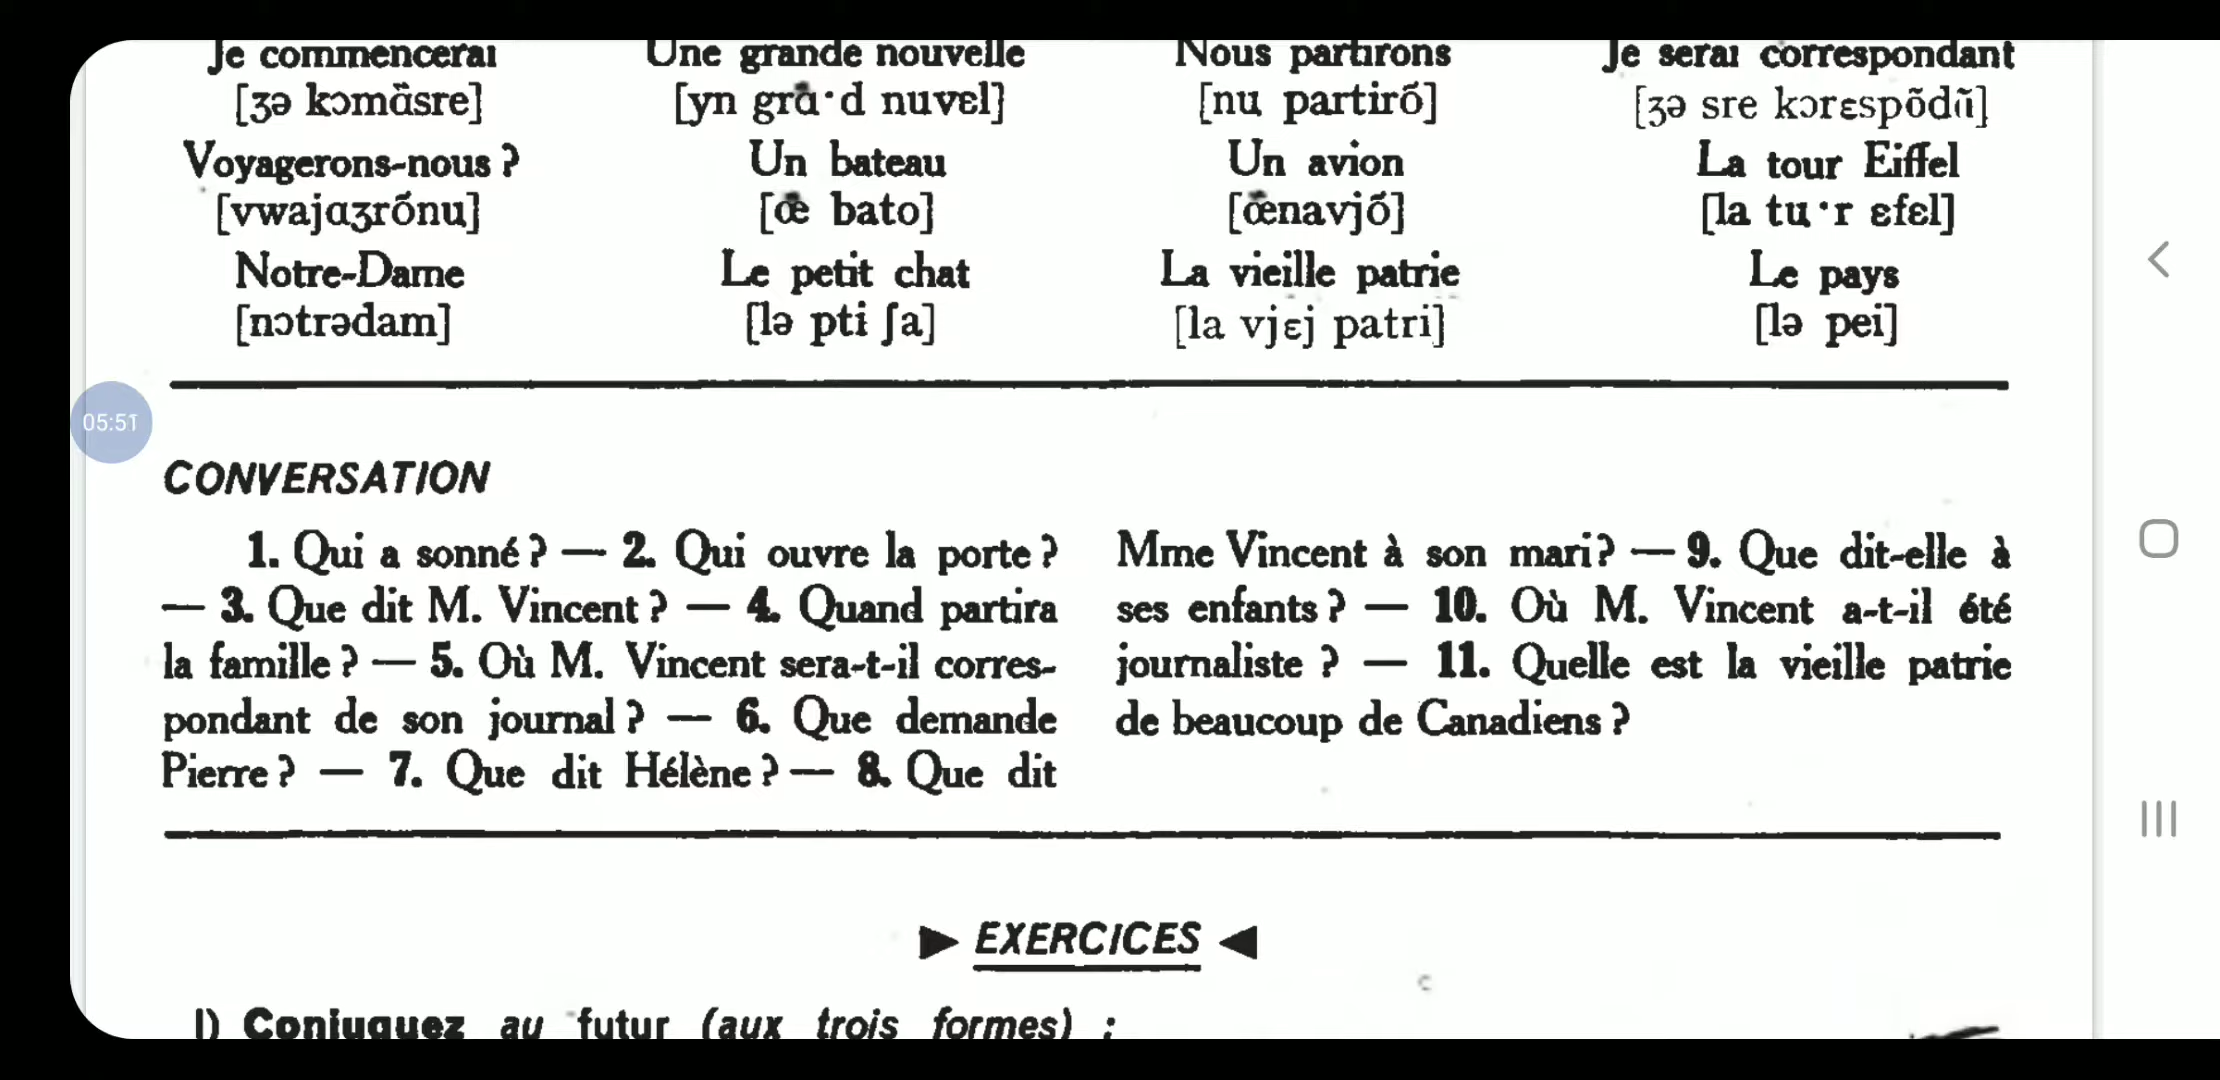 Je commencerai Une grande nouvelle Nous partirons Je serai correspondant
[ʒə kɔmɑ̃sre] [yn grɑ̃·d nuvɛl] [nu partirɔ̃] [ʒə sre kɔrɛspɔ̃dɑ̃]
Voyagerons-nous ? Un bateau Un avion La tour Eiffel
[vwajaʒrɔ̃nu] [œ̃ bato] [œ̃navjɔ̃] [la tu·r ɛfɛl]
Notre-Dame Le petit chat La vieille patrie Le pays
[nɔtrədam] [lə pti ʃa] [la vjɛj patri] [lə pei]
05:51
CONVERSATION
1. Qui a sonné ? — 2. Qui ouvre la porte ?
— 3. Que dit M. Vincent ? — 4. Quand partira
la famille ? — 5. Où M. Vincent sera-t-il corres-
pondant de son journal ? — 6. Que demande
Pierre ? — 7. Que dit Hélène ? — 8. Que dit
Mme Vincent à son mari ? — 9. Que dit-elle à
ses enfants ? — 10. Où M. Vincent a-t-il été
journaliste ? — 11. Quelle est la vieille patrie
de beaucoup de Canadiens ?
► EXERCICES ◄
I) Conjuguez au futur (aux trois formes) :